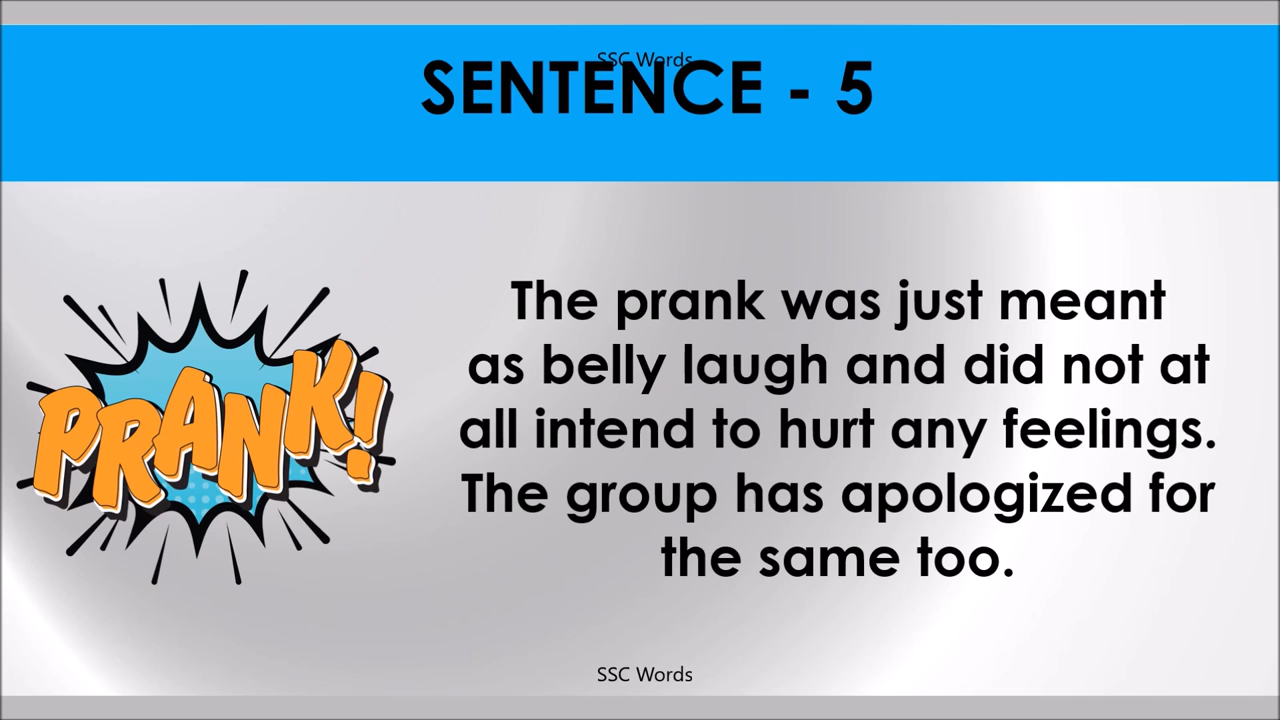 SSC Words
SENTENCE - 5
PRANK!
The prank was just meant
as belly laugh and did not at
all intend to hurt any feelings.
The group has apologized for
the same too.
SSC Words